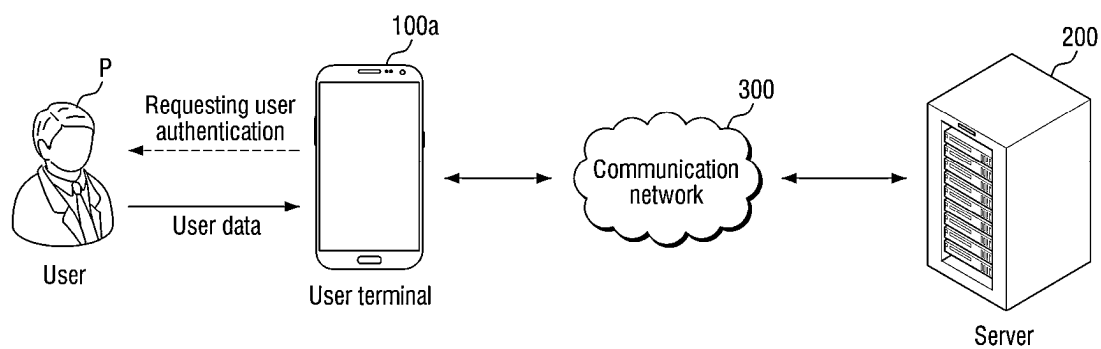 100a
200
P
Requesting user
authentication
300
Communication
network
User data
User
User terminal
Server